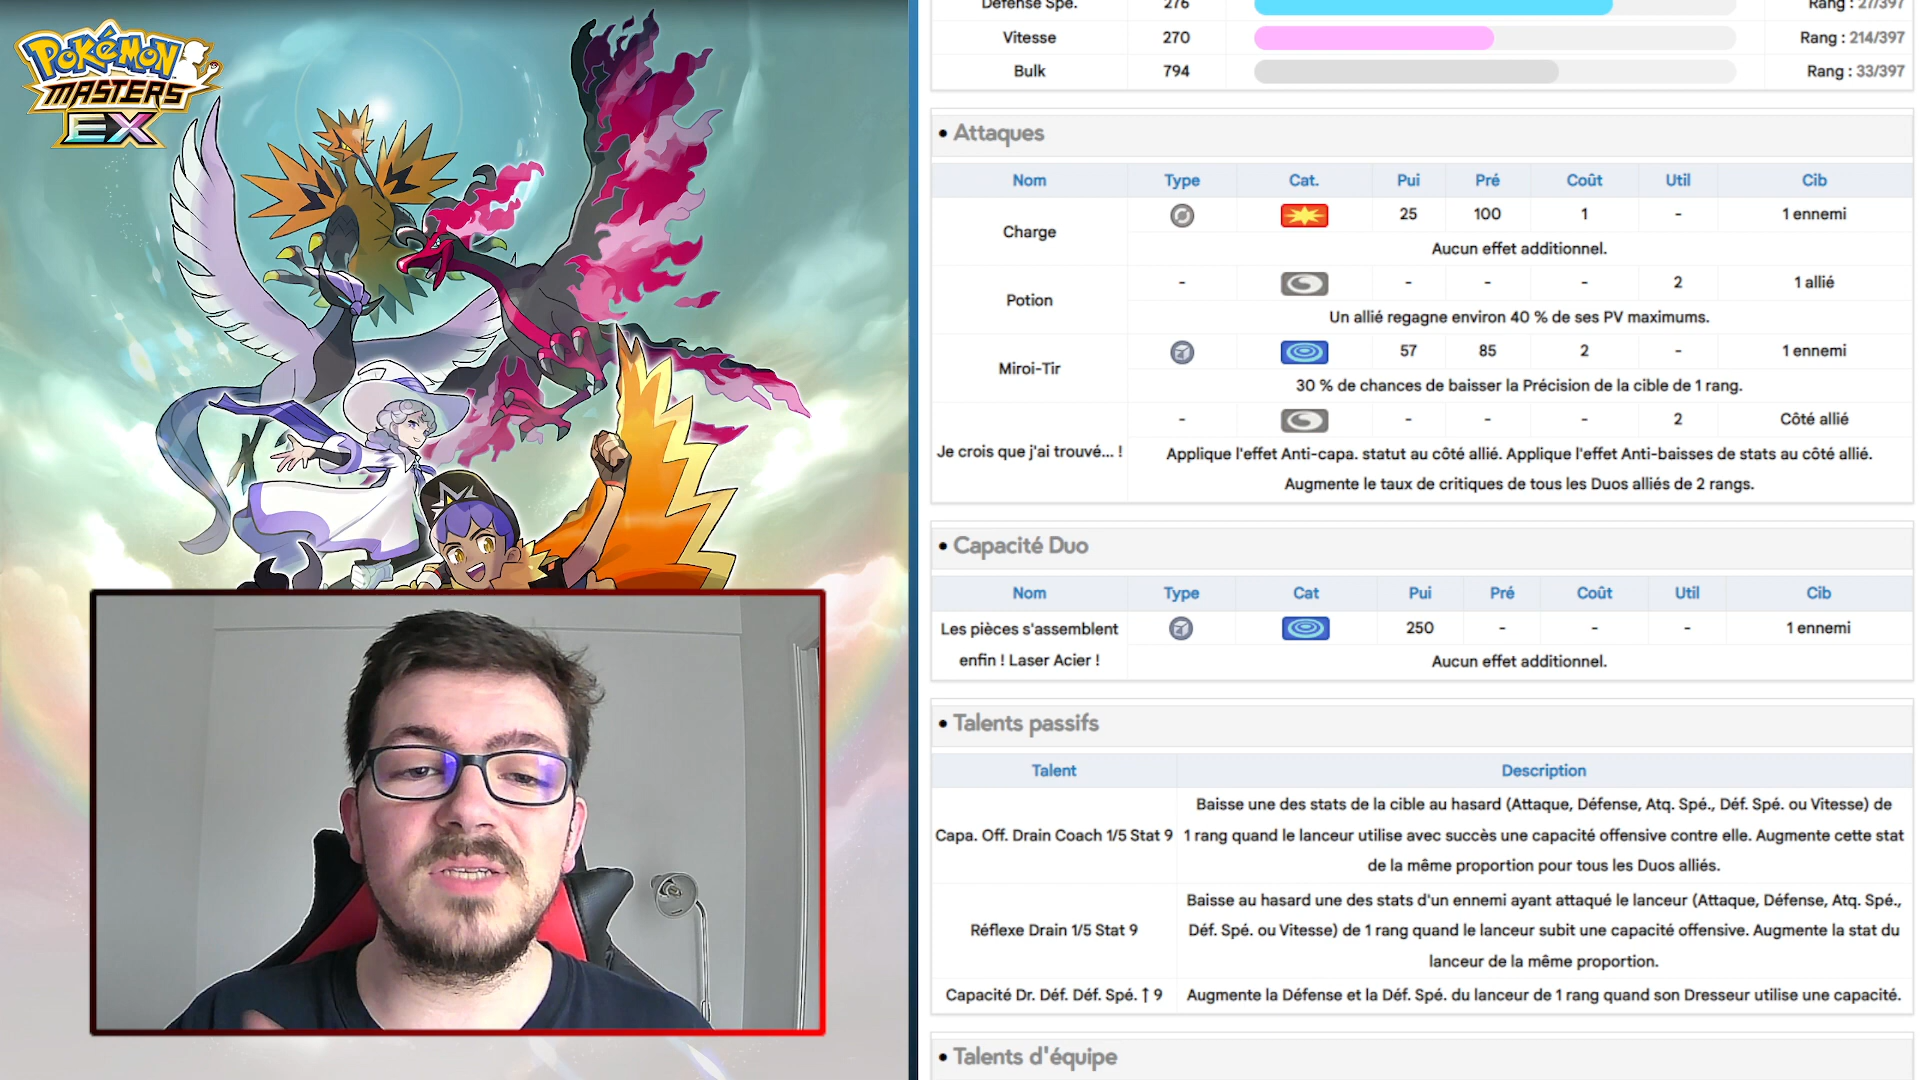 POKÉMON
MASTERS
EX
Défense Spé. 276 Rang : 27/397
Vitesse 270 Rang : 214/397
Bulk 794 Rang : 33/397
• Attaques
Nom Type Cat. Pui Pré Coût Util Cib
Charge 25 100 1 - 1 ennemi
Aucun effet additionnel.
Potion - - - - 2 1 allié
Un allié regagne environ 40 % de ses PV maximums.
Miroi-Tir 57 85 2 - 1 ennemi
30 % de chances de baisser la Précision de la cible de 1 rang.
Je crois que j'ai trouvé... ! - - - - 2 Côté allié
Applique l'effet Anti-capa. statut au côté allié. Applique l'effet Anti-baisses de stats au côté allié.
Augmente le taux de critiques de tous les Duos alliés de 2 rangs.
• Capacité Duo
Nom Type Cat Pui Pré Coût Util Cib
Les pièces s'assemblent 250 - - - 1 ennemi
enfin ! Laser Acier ! Aucun effet additionnel.
• Talents passifs
Talent Description
Baisse une des stats de la cible au hasard (Attaque, Défense, Atq. Spé., Déf. Spé. ou Vitesse) de
Capa. Off. Drain Coach 1/5 Stat 9 1 rang quand le lanceur utilise avec succès une capacité offensive contre elle. Augmente cette stat
de la même proportion pour tous les Duos alliés.
Baisse au hasard une des stats d'un ennemi ayant attaqué le lanceur (Attaque, Défense, Atq. Spé.,
Réflexe Drain 1/5 Stat 9 Déf. Spé. ou Vitesse) de 1 rang quand le lanceur subit une capacité offensive. Augmente la stat du
lanceur de la même proportion.
Capacité Dr. Déf. Déf. Spé. ↑ 9 Augmente la Défense et la Déf. Spé. du lanceur de 1 rang quand son Dresseur utilise une capacité.
• Talents d'équipe